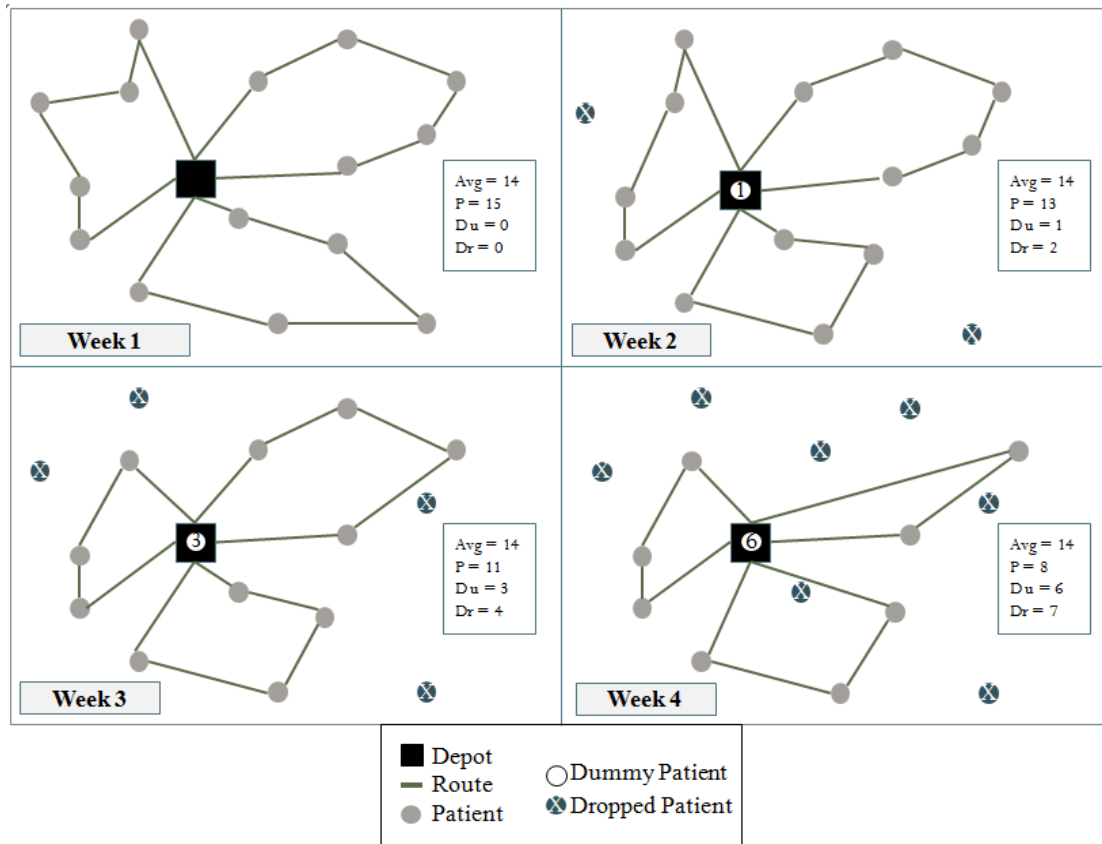 Avg = 14
P = 15
Du = 0
Dr = 0
Week 1
X
1
Avg = 14
P = 13
Du = 1
Dr = 2
X
Week 2
X
X
X
3
Avg = 14
P = 11
Du = 3
Dr = 4
X
Week 3
X
X
X
X
X
6
Avg = 14
P = 8
Du = 6
Dr = 7
X
X
Week 4
Depot
Route
Patient
Dummy Patient
X Dropped Patient